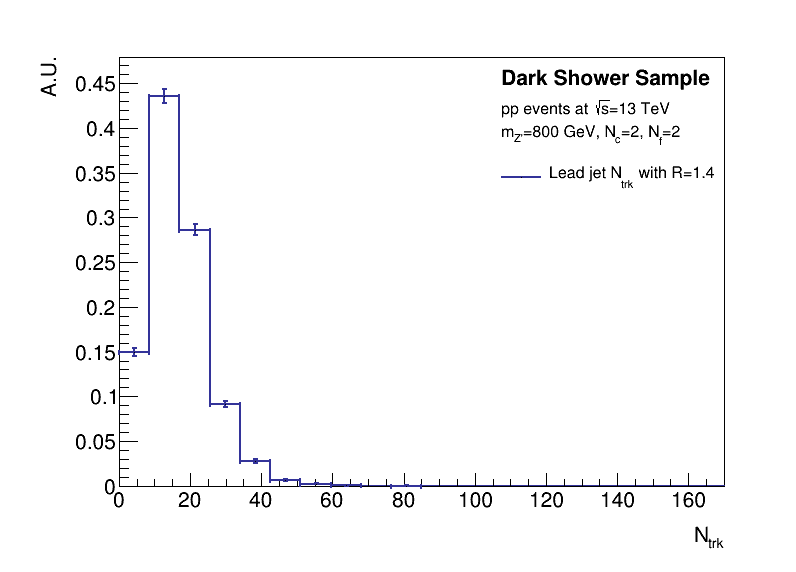 A.U.
Dark Shower Sample
pp events at √s=13 TeV
m_Z'=800 GeV, N_c=2, N_f=2
Lead jet N_trk with R=1.4
0.45
0.4
0.35
0.3
0.25
0.2
0.15
0.1
0.05
0
0 20 40 60 80 100 120 140 160
N_trk